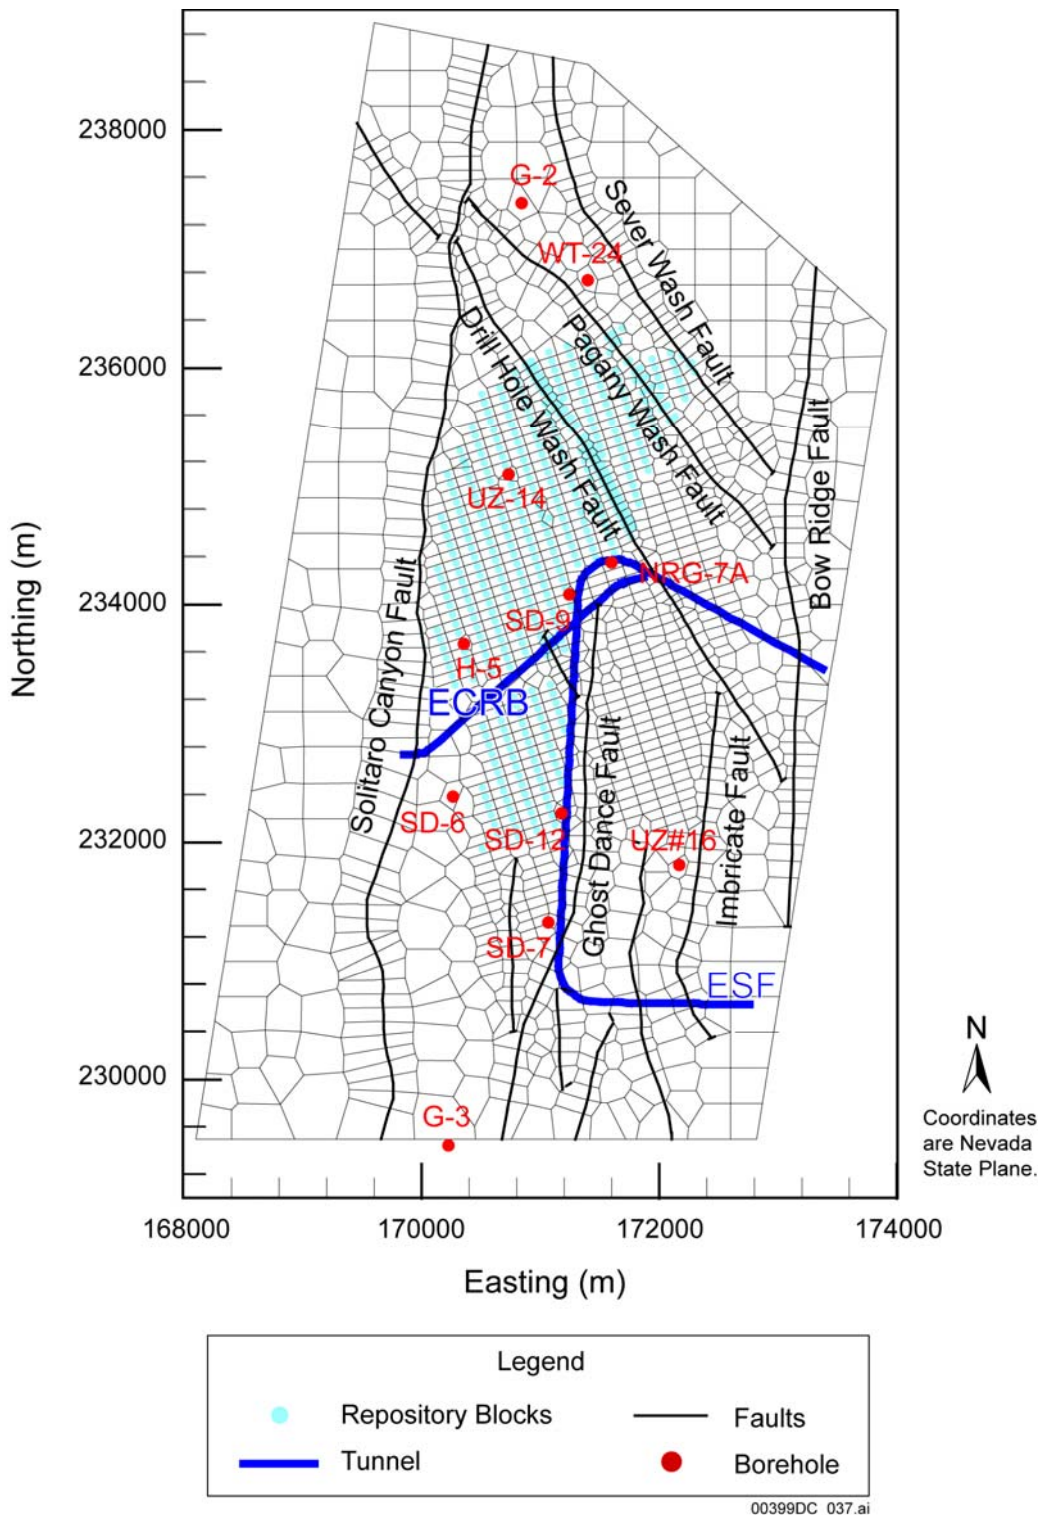 238000
236000
234000
232000
230000
Northing (m)
168000
170000
172000
174000
Easting (m)
G-2
WT-24
Sever Wash Fault
Pagany Wash Fault
Drill Hole Wash Fault
Bow Ridge Fault
UZ-14
NRG-7A
SD-9
H-5
ECRB
Solitaro Canyon Fault
Ghost Dance Fault
Imbricate Fault
SD-6
SD-12
UZ#16
SD-7
ESF
G-3
N
Coordinates
are Nevada
State Plane.
Legend
Repository Blocks
Faults
Tunnel
Borehole
00399DC_037.ai